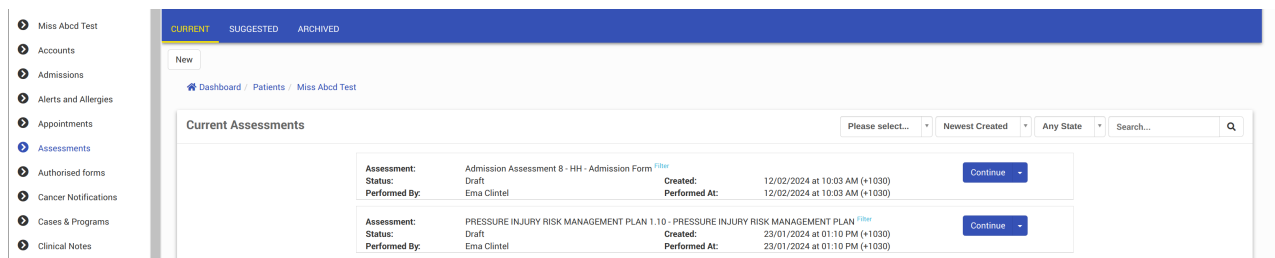 Miss Abcd Test
Accounts
Admissions
Alerts and Allergies
Appointments
Assessments
Authorised forms
Cancer Notifications
Cases & Programs
Clinical Notes
CURRENT SUGGESTED ARCHIVED
New
Dashboard / Patients / Miss Abcd Test
Current Assessments Please select... Newest Created Any State Search...
Assessment: Admission Assessment 8 - HH - Admission Form Filter
Status: Draft Created: 12/02/2024 at 10:03 AM (+1030)
Performed By: Ema Clintel Performed At: 12/02/2024 at 10:03 AM (+1030)
Continue
Assessment: PRESSURE INJURY RISK MANAGEMENT PLAN 1.10 - PRESSURE INJURY RISK MANAGEMENT PLAN Filter
Status: Draft Created: 23/01/2024 at 01:10 PM (+1030)
Performed By: Ema Clintel Performed At: 23/01/2024 at 01:10 PM (+1030)
Continue